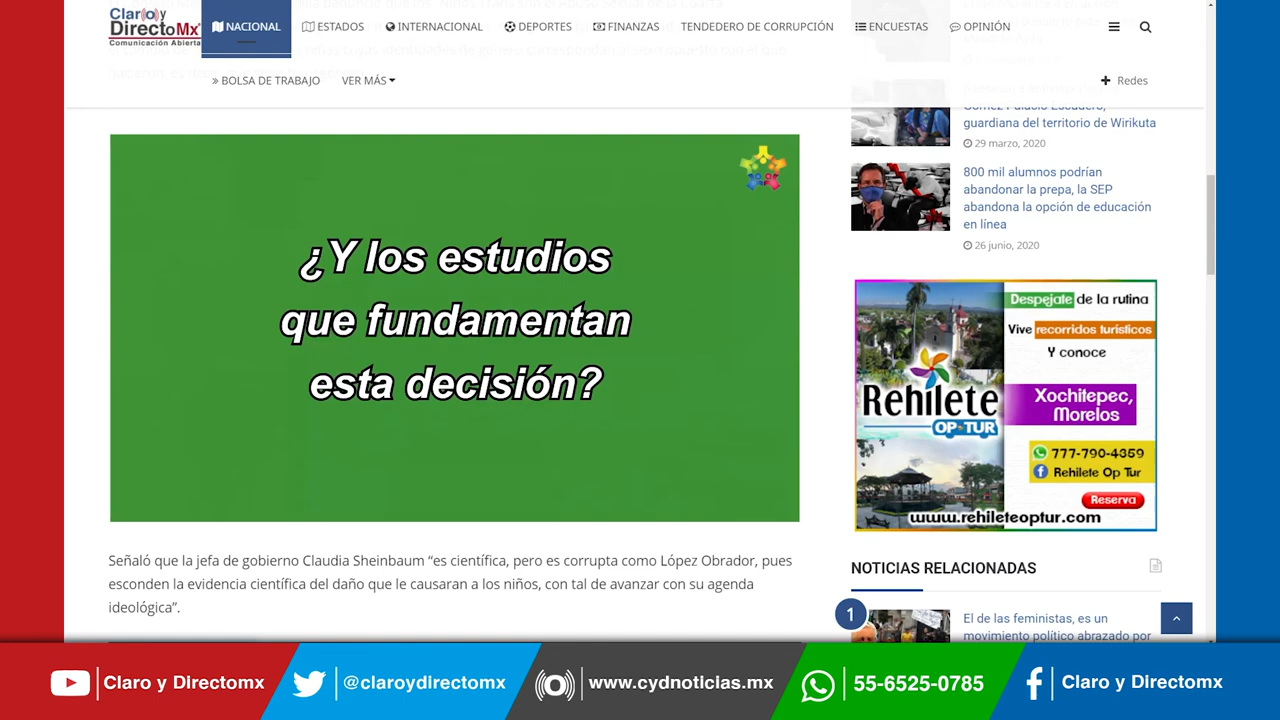 Claro y
DirectoMx
Comunicación Abierta
NACIONAL
ESTADOS
INTERNACIONAL
DEPORTES
FINANZAS
TENDEDERO DE CORRUPCIÓN
ENCUESTAS
OPINIÓN
» BOLSA DE TRABAJO
VER MÁS
+ Redes
Gómez Palacio Escudero,
guardiana del territorio de Wirikuta
29 marzo, 2020
800 mil alumnos podrían
abandonar la prepa, la SEP
abandona la opción de educación
en línea
26 junio, 2020
¿Y los estudios
que fundamentan
esta decisión?
Despejate de la rutina
Vive recorridos turísticos
Y conoce
Rehilete
OP-TUR
Xochitepec,
Morelos
777-790-4359
Rehilete Op Tur
Reserva
www.rehileteoptur.com
Señaló que la jefa de gobierno Claudia Sheinbaum “es científica, pero es corrupta como López Obrador, pues
esconden la evidencia científica del daño que le causaran a los niños, con tal de avanzar con su agenda
ideológica”.
NOTICIAS RELACIONADAS
1
El de las feministas, es un
movimiento político abrazado por
Claro y Directomx
@claroydirectomx
www.cydnoticias.mx
55-6525-0785
Claro y Directomx